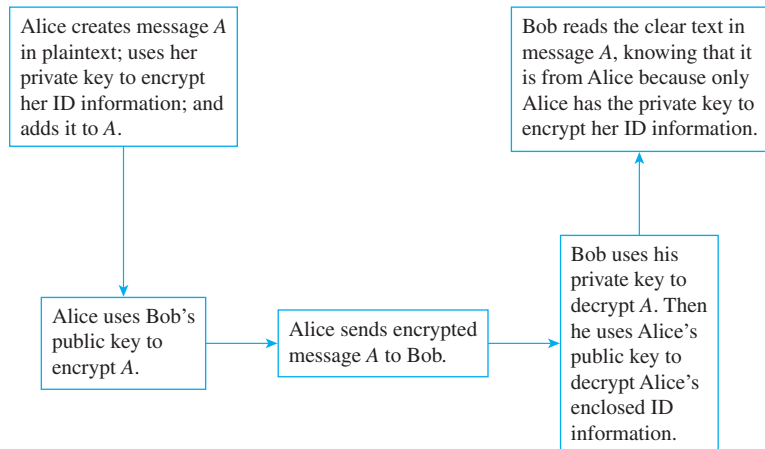 Alice creates message A
in plaintext; uses her
private key to encrypt
her ID information; and
adds it to A.
Alice uses Bob's
public key to
encrypt A.
Alice sends encrypted
message A to Bob.
Bob uses his
private key to
decrypt A. Then
he uses Alice's
public key to
decrypt Alice's
enclosed ID
information.
Bob reads the clear text in
message A, knowing that it
is from Alice because only
Alice has the private key to
encrypt her ID information.